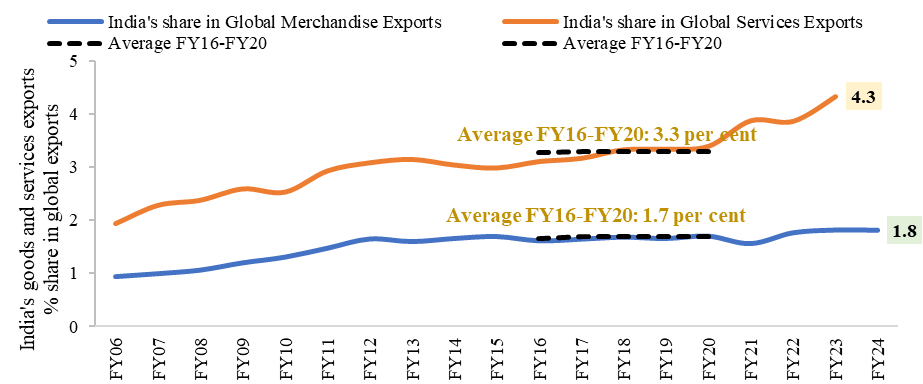 India's share in Global Merchandise Exports
India's share in Global Services Exports
Average FY16-FY20
Average FY16-FY20
India's goods and services exports
% share in global exports
5
4
3
2
1
0
4.3
Average FY16-FY20: 3.3 per cent
Average FY16-FY20: 1.7 per cent
1.8
FY06
FY07
FY08
FY09
FY10
FY11
FY12
FY13
FY14
FY15
FY16
FY17
FY18
FY19
FY20
FY21
FY22
FY23
FY24